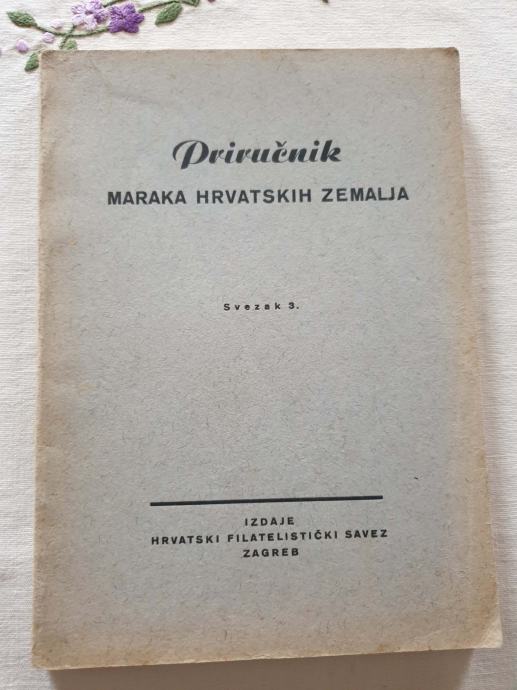 Priručnik
MARAKA HRVATSKIH ZEMALJA
Svezak 3.
IZDAJE
HRVATSKI FILATELISTIČKI SAVEZ
ZAGREB